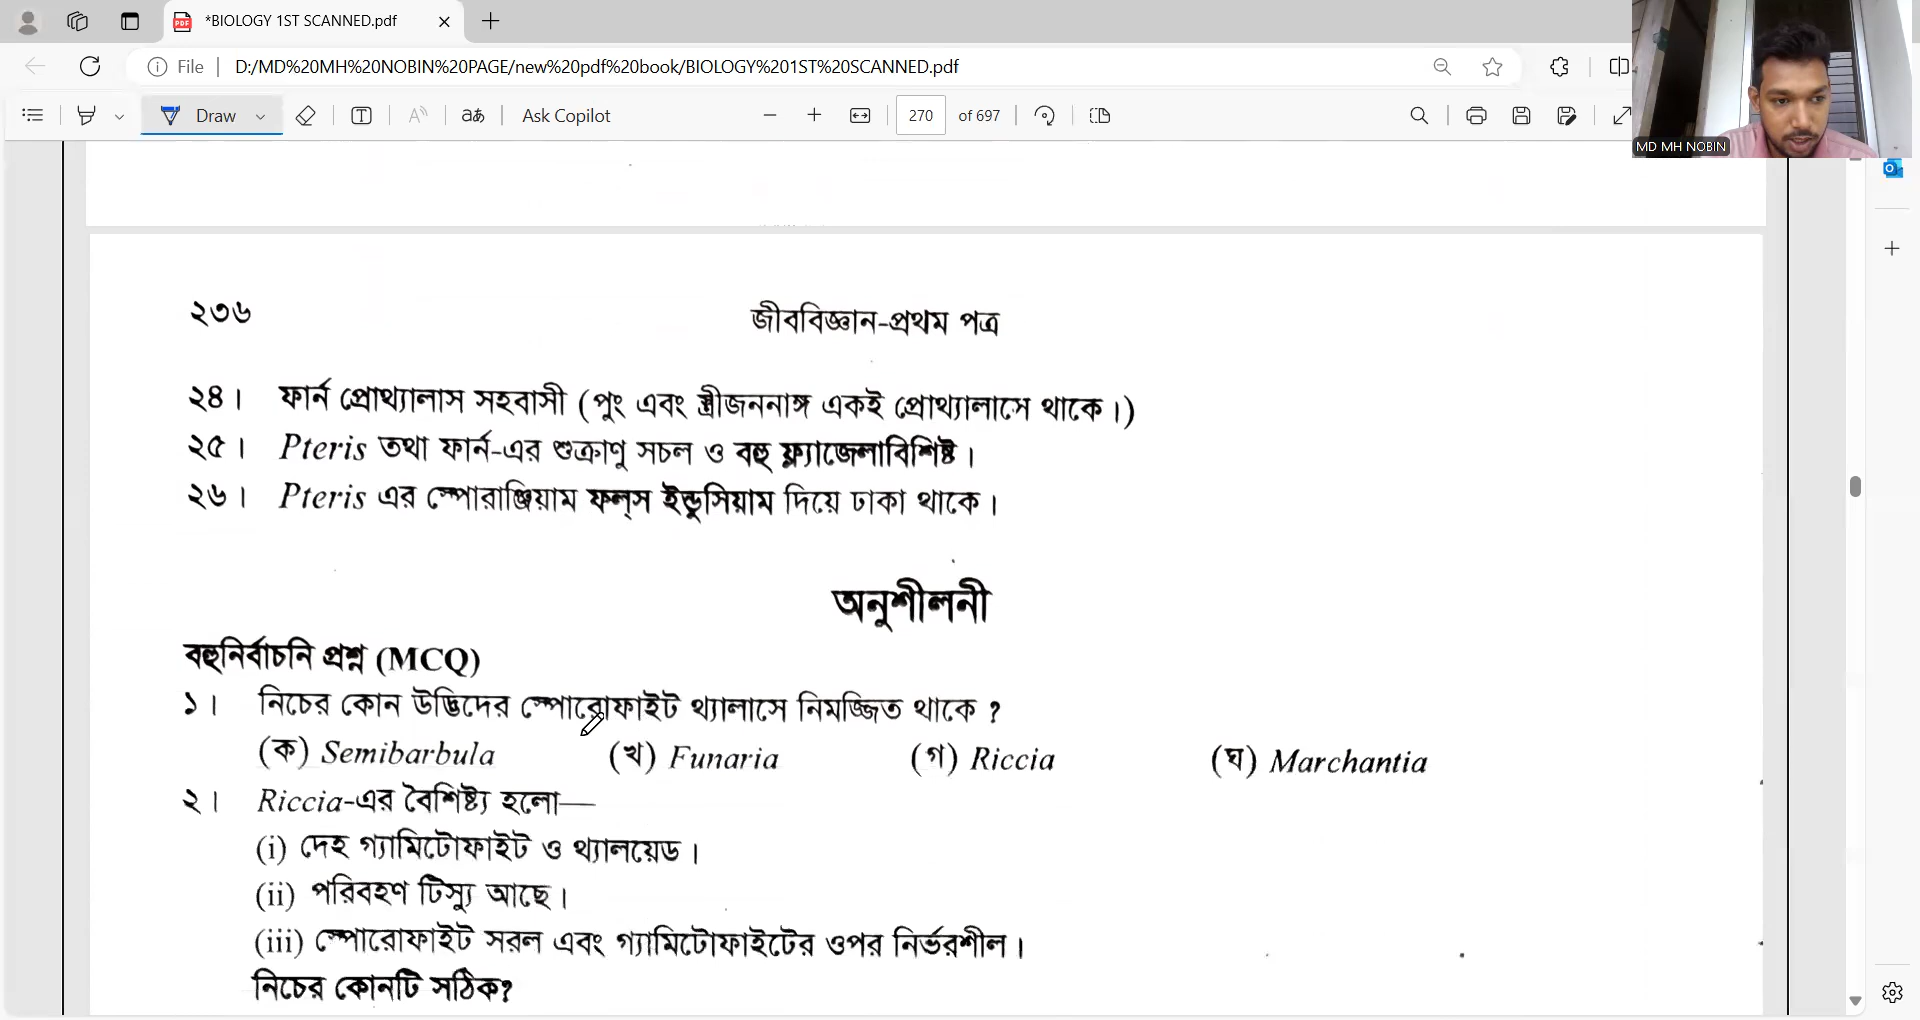 *BIOLOGY 1ST SCANNED.pdf
File
D:/MD%20MH%20NOBIN%20PAGE/new%20pdf%20book/BIOLOGY%201ST%20SCANNED.pdf
Draw
Ask Copilot
270 of 697
MD MH NOBIN
২৩৬
জীববিজ্ঞান-প্রথম পত্র
২৪। ফার্ন প্রোথ্যালাস সহবাসী (পুং এবং স্ত্রীজননাঙ্গ একই প্রোথ্যালাসে থাকে।)
২৫। Pteris তথা ফার্ন-এর শুক্রাণু সচল ও বহু ফ্ল্যাজেলাবিশিষ্ট।
২৬। Pteris এর স্পোরাঞ্জিয়াম ফল্স ইন্ডুসিয়াম দিয়ে ঢাকা থাকে।
অনুশীলনী
বহুনির্বাচনি প্রশ্ন (MCQ)
১। নিচের কোন উদ্ভিদের স্পোরোফাইট থ্যালাসে নিমজ্জিত থাকে ?
(ক) Semibarbula (খ) Funaria (গ) Riccia (ঘ) Marchantia
২। Riccia-এর বৈশিষ্ট্য হলো—
(i) দেহ গ্যামিটোফাইট ও থ্যালয়েড।
(ii) পরিবহণ টিস্যু আছে।
(iii) স্পোরোফাইট সরল এবং গ্যামিটোফাইটের ওপর নির্ভরশীল।
নিচের কোনটি সঠিক?